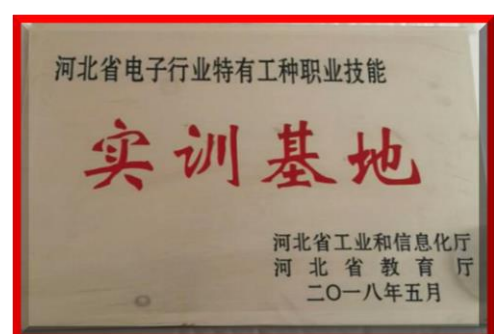 河北省电子行业特有工种职业技能
实训基地
河北省工业和信息化厅
河北省教育厅
二〇一八年五月